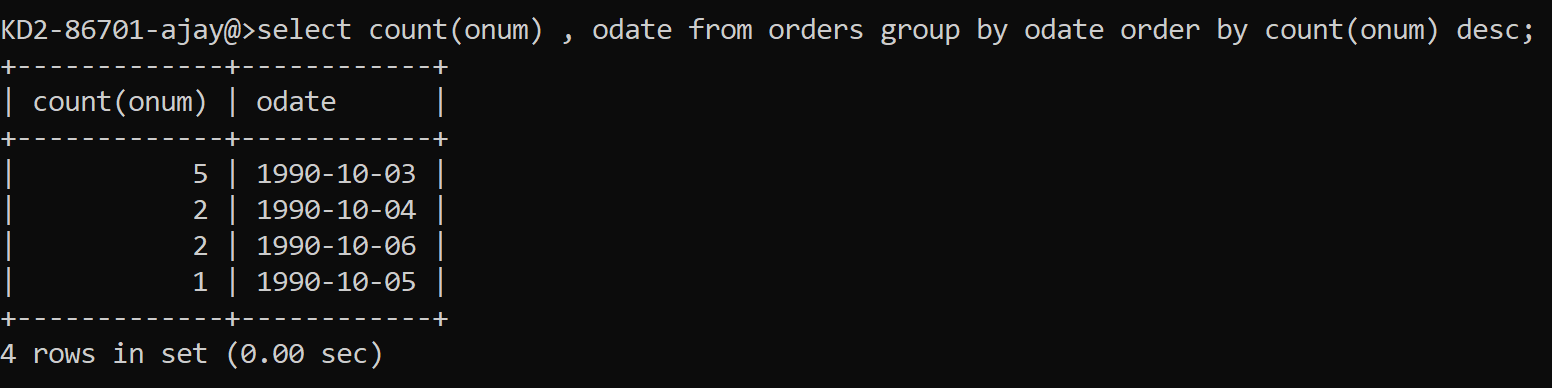 KD2-86701-ajay@>select count(onum) , odate from orders group by odate order by count(onum) desc;
+-------------+------------+
| count(onum) | odate      |
+-------------+------------+
|           5 | 1990-10-03 |
|           2 | 1990-10-04 |
|           2 | 1990-10-06 |
|           1 | 1990-10-05 |
+-------------+------------+
4 rows in set (0.00 sec)